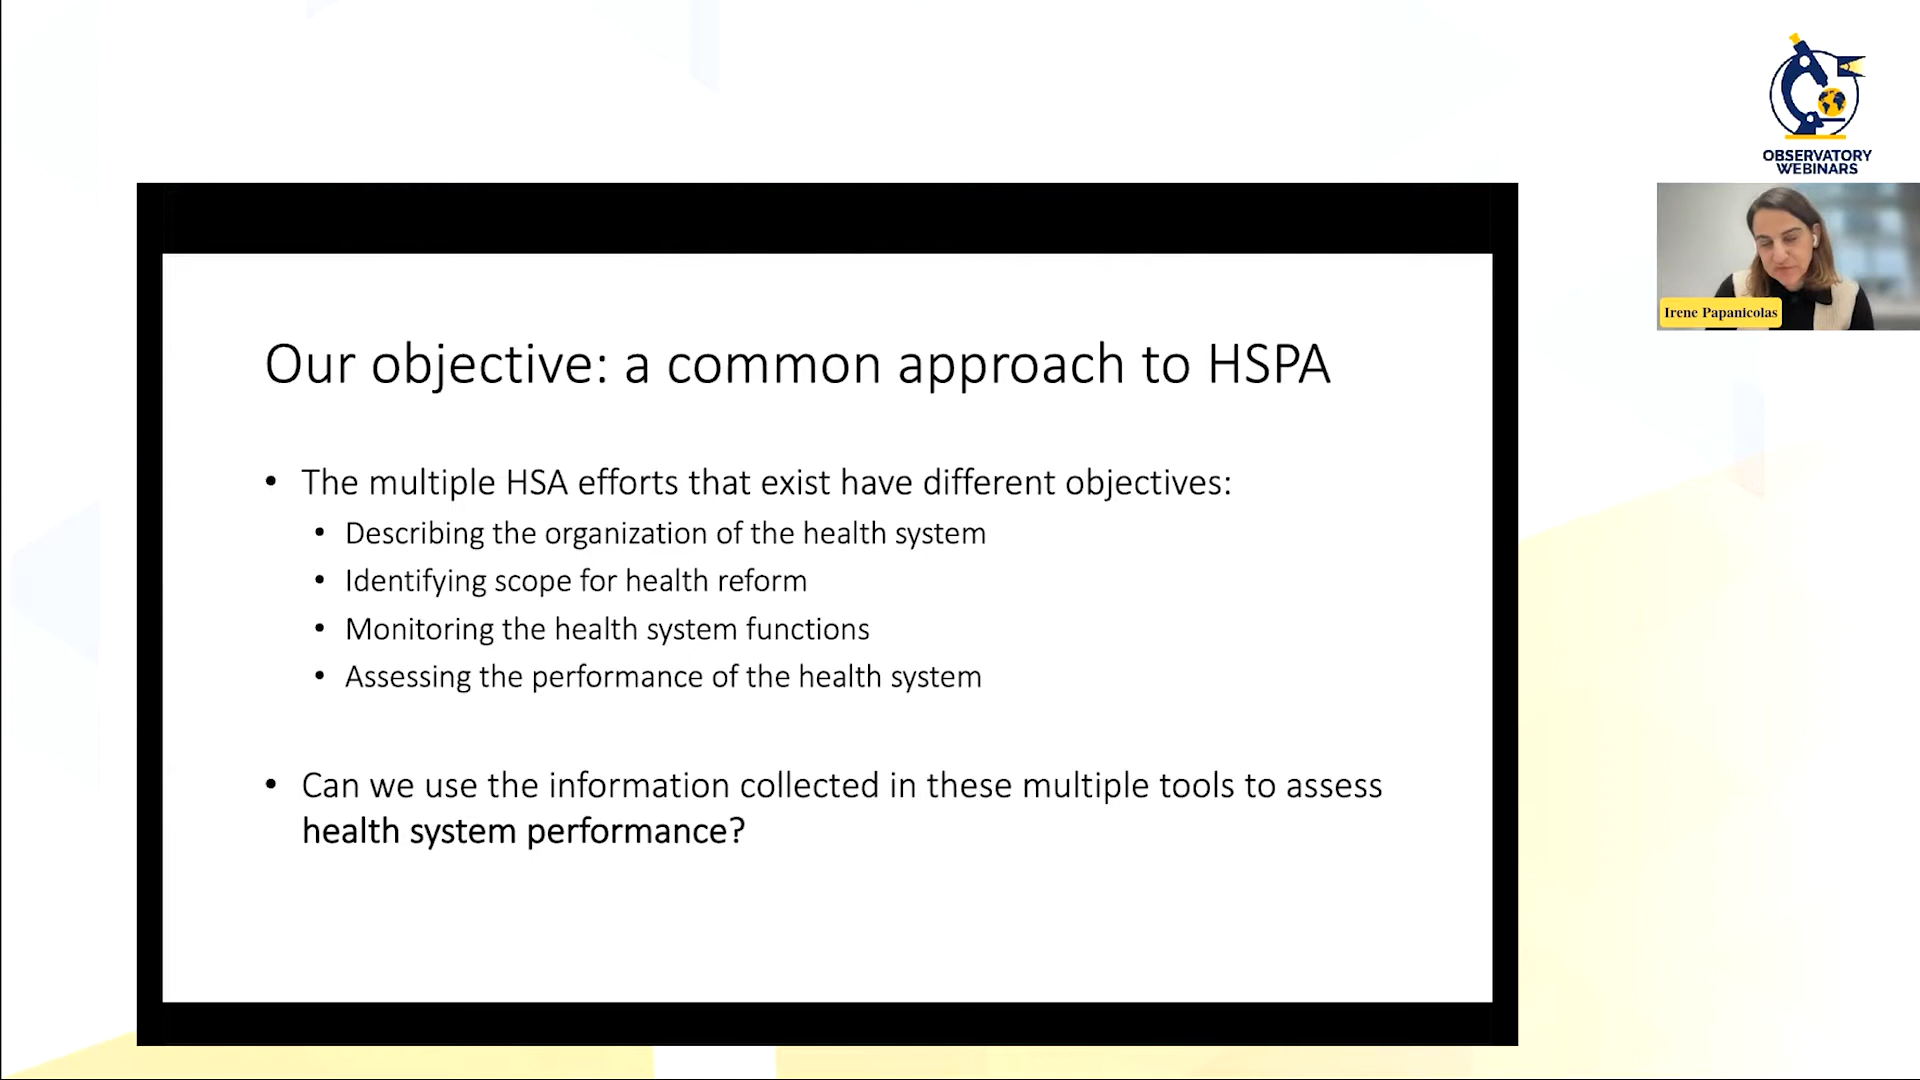 OBSERVATORY
WEBINARS
Irene Papanicolas
Our objective: a common approach to HSPA
• The multiple HSA efforts that exist have different objectives:
• Describing the organization of the health system
• Identifying scope for health reform
• Monitoring the health system functions
• Assessing the performance of the health system
• Can we use the information collected in these multiple tools to assess
health system performance?